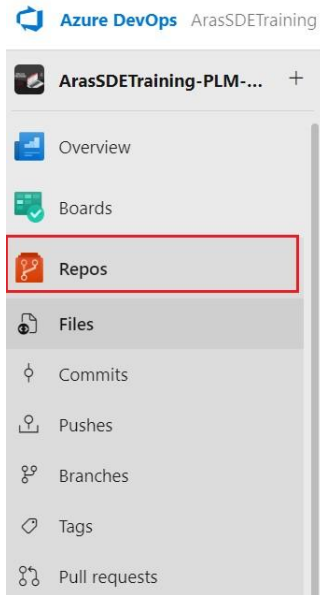 Azure DevOps ArasSDETraining
ArasSDETraining-PLM-... +
Overview
Boards
Repos
Files
Commits
Pushes
Branches
Tags
Pull requests